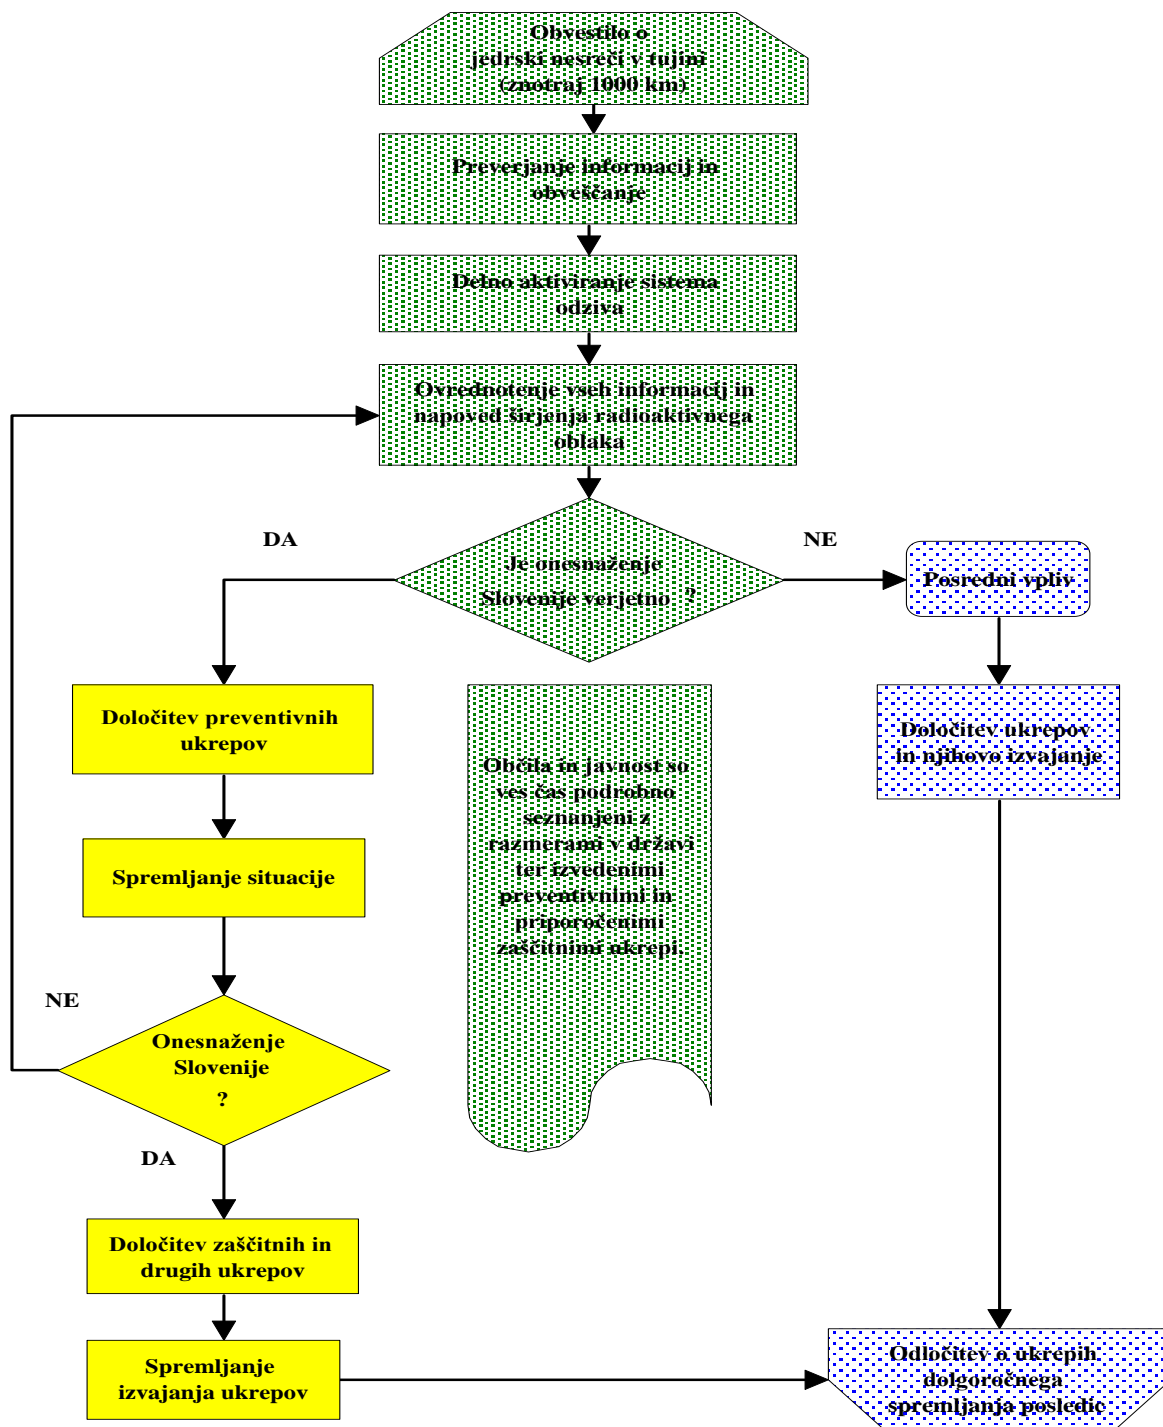 Obvestilo o
jedrski nesreči v tujini
(znotraj 1000 km)
Preverjanje informacij in
obveščanje
Delno aktiviranje sistema
odziva
Ovrednotenje vseh informacij in
napoved širjenja radioaktivnega
oblaka
DA
NE
Je onesnaženje
Slovenije verjetno ?
Posredni vpliv
Določitev preventivnih
ukrepov
Določitev ukrepov
in njihovo izvajanje
Občila in javnost so
ves čas podrobno
seznanjeni z
razmerami v državi
ter izvedenimi
preventivnimi in
priporočenimi
zaščitnimi ukrepi.
Spremljanje situacije
NE
Onesnaženje
Slovenije
?
DA
Določitev zaščitnih in
drugih ukrepov
Spremljanje
izvajanja ukrepov
Odločitev o ukrepih
dolgoročnega
spremljanja posledic